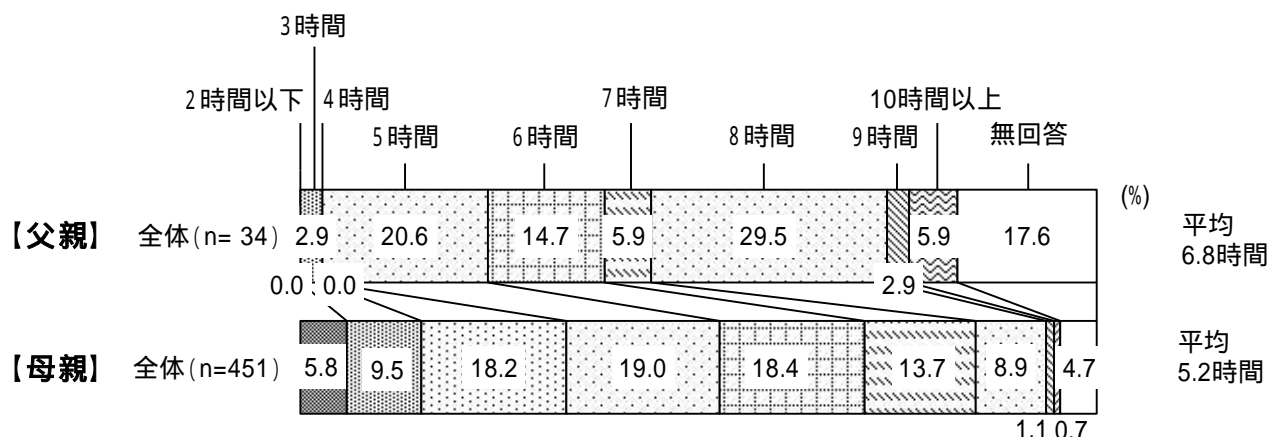 3時間
2時間以下 4時間 7時間 10時間以上
5時間 6時間 8時間 9時間 無回答
(%)
【父親】 全体(n= 34) 2.9 20.6 14.7 5.9 29.5 5.9 17.6 平均
6.8時間
0.0 0.0 2.9
【母親】 全体(n=451) 5.8 9.5 18.2 19.0 18.4 13.7 8.9 4.7 平均
5.2時間
1.1 0.7